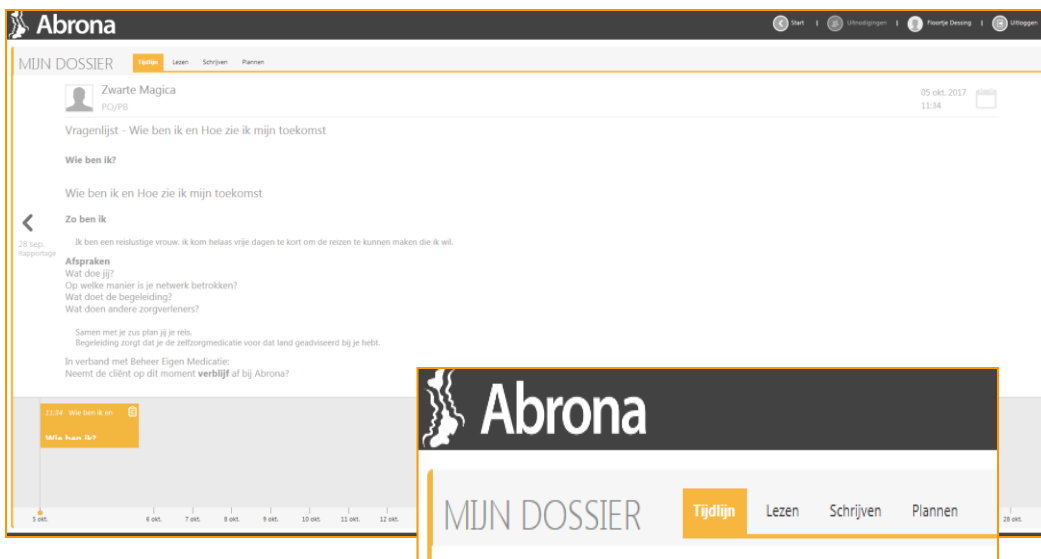 Abrona
Start | Uitnodigingen | Floortje Dessing | Uitloggen
MIJN DOSSIER Tijdlijn Lezen Schrijven Plannen
Zwarte Magica
PO/PB
05 okt. 2017
11:34
Vragenlijst - Wie ben ik en Hoe zie ik mijn toekomst
Wie ben ik?
Wie ben ik en Hoe zie ik mijn toekomst
Zo ben ik
28 sep.
Rapportage
Ik ben een reislustige vrouw. ik kom helaas vrije dagen te kort om de reizen te kunnen maken die ik wil.
Afspraken
Wat doe jij?
Op welke manier is je netwerk betrokken?
Wat doet de begeleiding?
Wat doen andere zorgverleners?
Samen met je zus plan jij je reis.
Begeleiding zorgt dat je de zelfzorgmedicatie voor dat land geadviseerd bij je hebt.
In verband met Beheer Eigen Medicatie:
Neemt de cliënt op dit moment verblijf af bij Abrona?
11:34 Wie ben ik en
Wie ben ik?
5 okt. 6 okt. 7 okt. 8 okt. 9 okt. 10 okt. 11 okt. 12 okt. 28 okt.
Abrona
MIJN DOSSIER Tijdlijn Lezen Schrijven Plannen